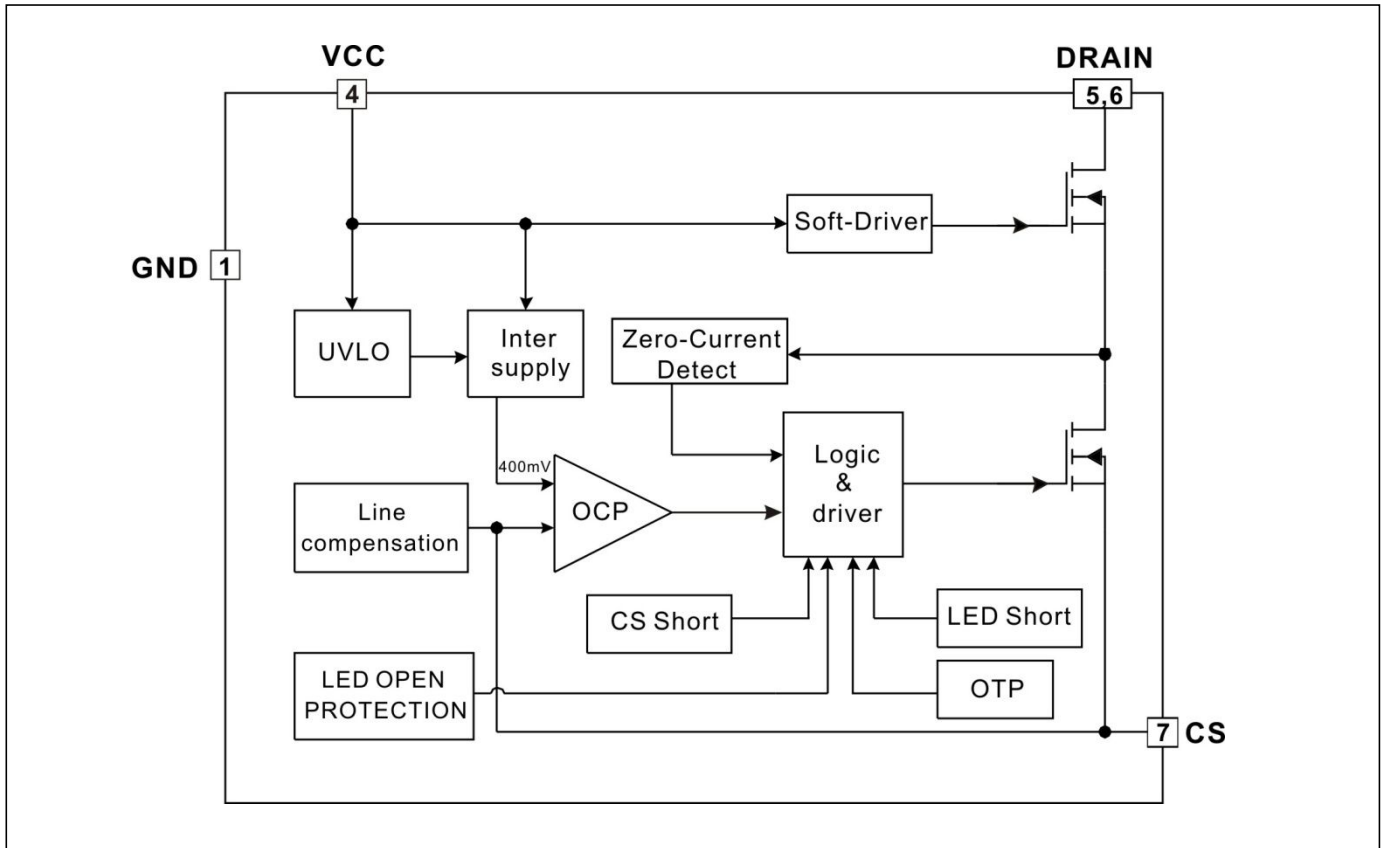 VCC
4
DRAIN
5,6
Soft-Driver
GND
1
UVLO
Inter
supply
Zero-Current
Detect
400mV
OCP
Logic
&
driver
Line
compensation
CS Short
LED Short
LED OPEN
PROTECTION
OTP
7
CS